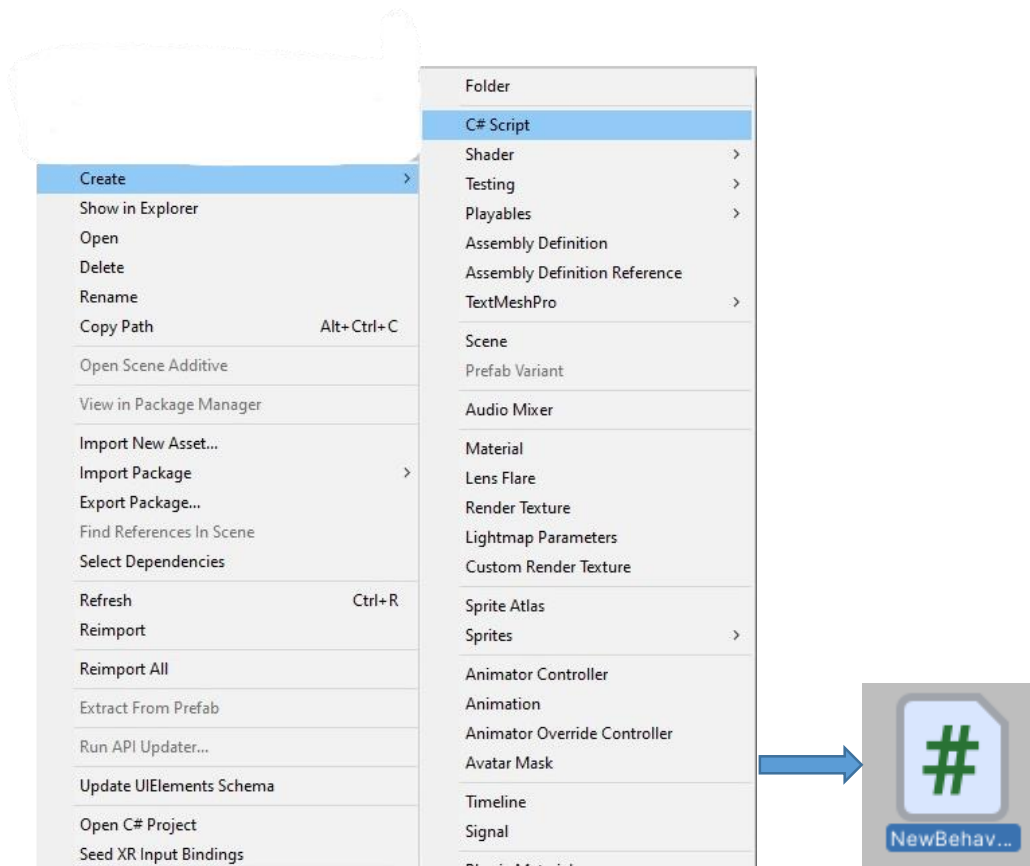 Create
Show in Explorer
Open
Delete
Rename
Copy Path Alt+Ctrl+C
Open Scene Additive
View in Package Manager
Import New Asset...
Import Package
Export Package...
Find References In Scene
Select Dependencies
Refresh Ctrl+R
Reimport
Reimport All
Extract From Prefab
Run API Updater...
Update UIElements Schema
Open C# Project
Seed XR Input Bindings
Folder
C# Script
Shader
Testing
Playables
Assembly Definition
Assembly Definition Reference
TextMeshPro
Scene
Prefab Variant
Audio Mixer
Material
Lens Flare
Render Texture
Lightmap Parameters
Custom Render Texture
Sprite Atlas
Sprites
Animator Controller
Animation
Animator Override Controller
Avatar Mask
Timeline
Signal
#
NewBehav...